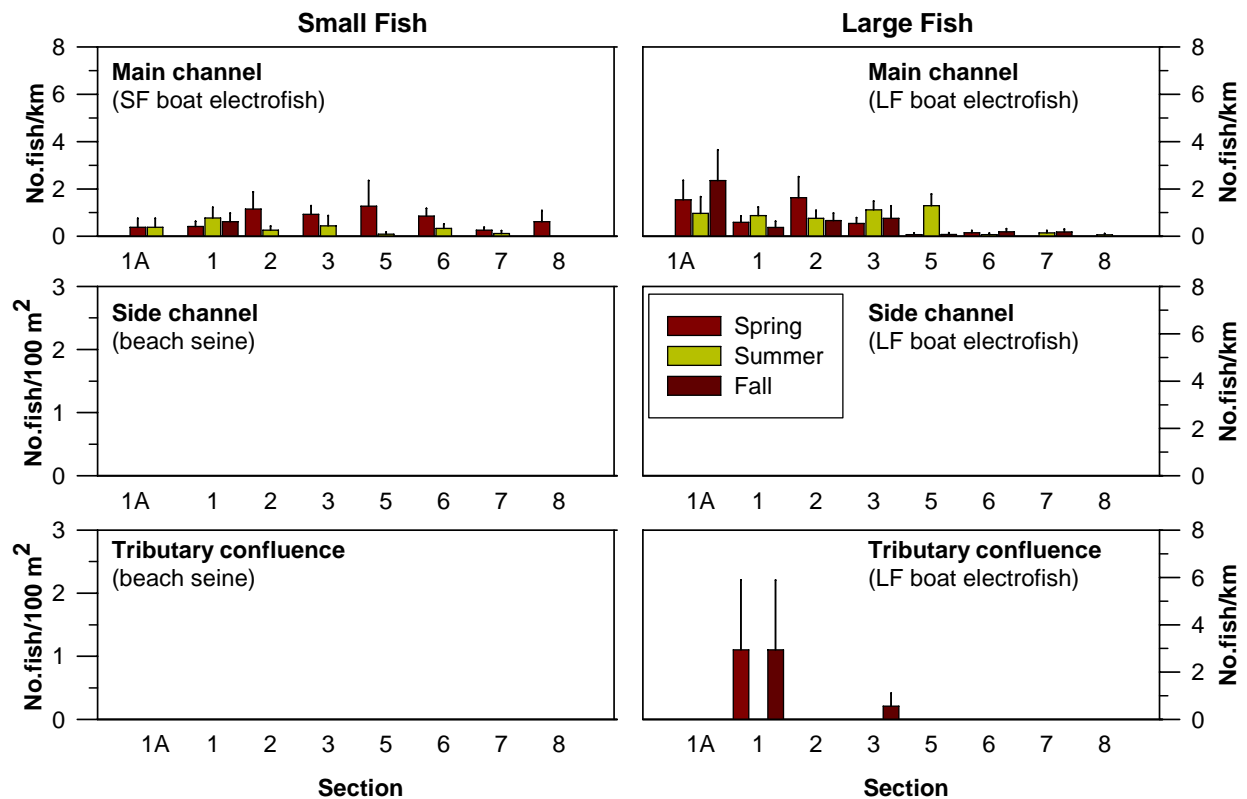 Small Fish
Large Fish
8
6
4
2
0
No.fish/km
Main channel
(SF boat electrofish)
1A 1 2 3 5 6 7 8
Main channel
(LF boat electrofish)
8
6
4
2
0
No.fish/km
1A 1 2 3 5 6 7 8
3
2
1
0
No.fish/100 m²
Side channel
(beach seine)
1A 1 2 3 5 6 7 8
Spring
Summer
Fall
Side channel
(LF boat electrofish)
8
6
4
2
0
No.fish/km
1A 1 2 3 5 6 7 8
3
2
1
0
No.fish/100 m²
Tributary confluence
(beach seine)
1A 1 2 3 5 6 7 8
Section
Tributary confluence
(LF boat electrofish)
8
6
4
2
0
No.fish/km
1A 1 2 3 5 6 7 8
Section